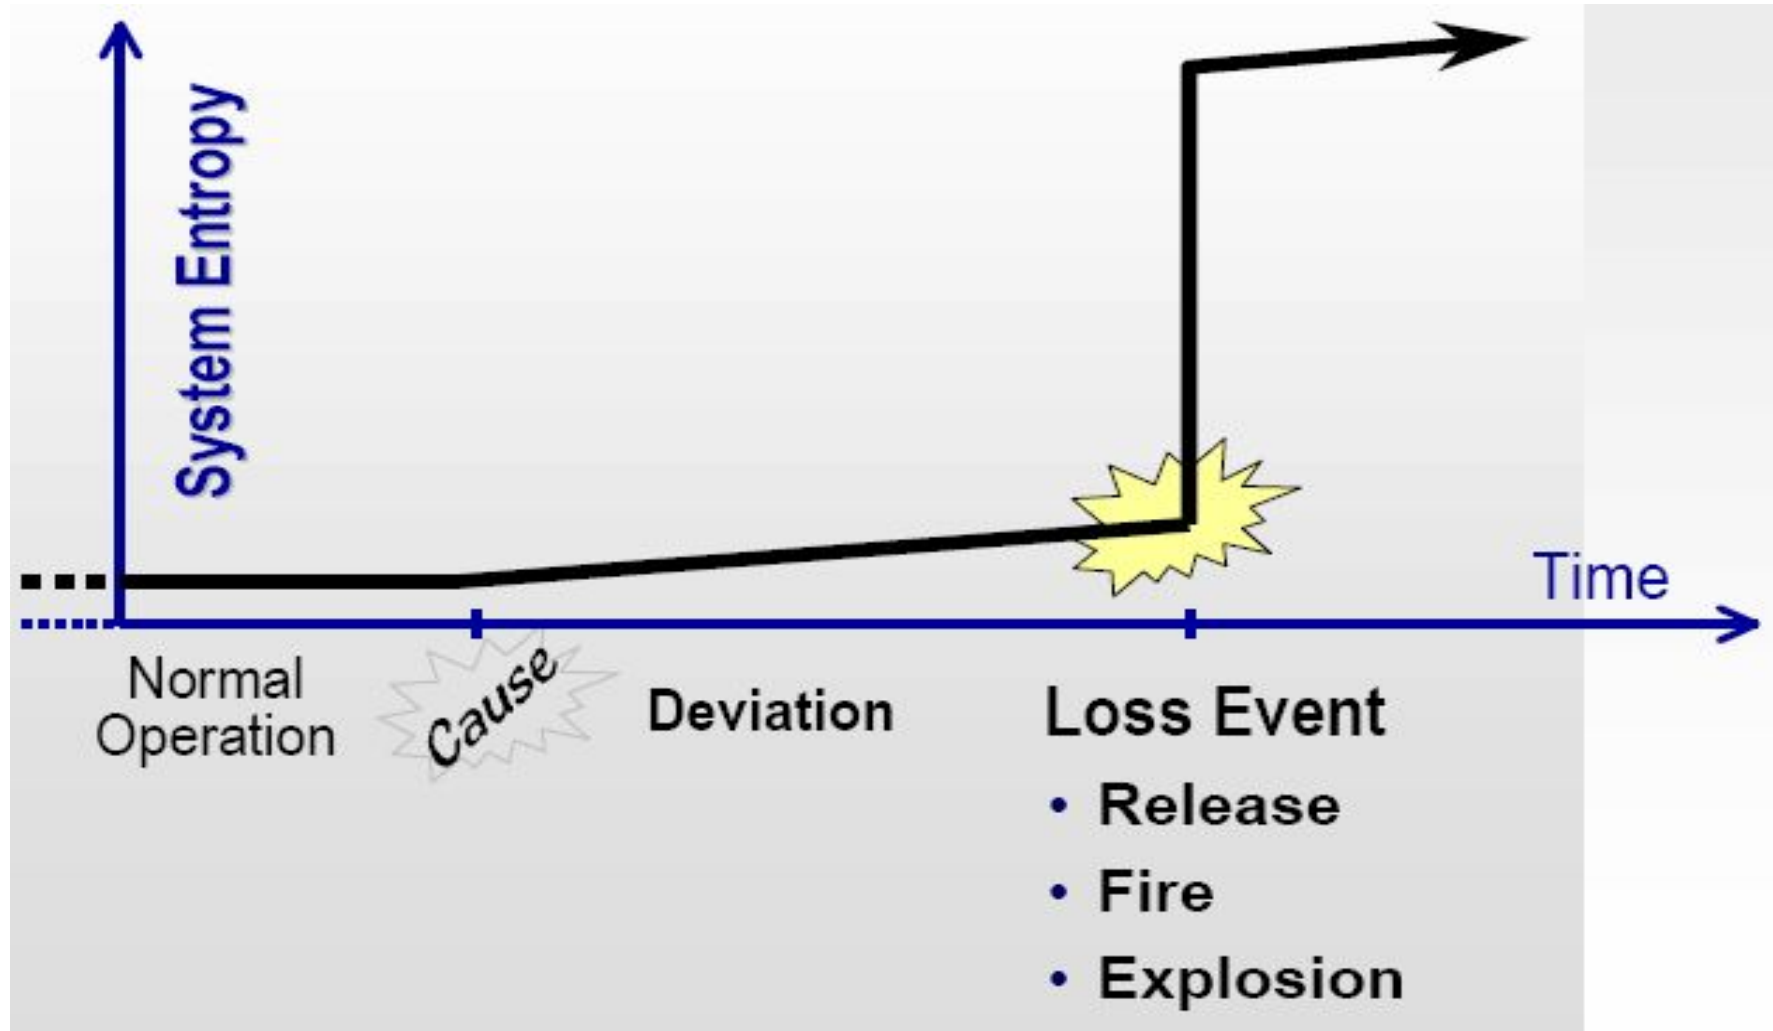 System Entropy
Time
Normal
Operation
Cause
Deviation
Loss Event
• Release
• Fire
• Explosion